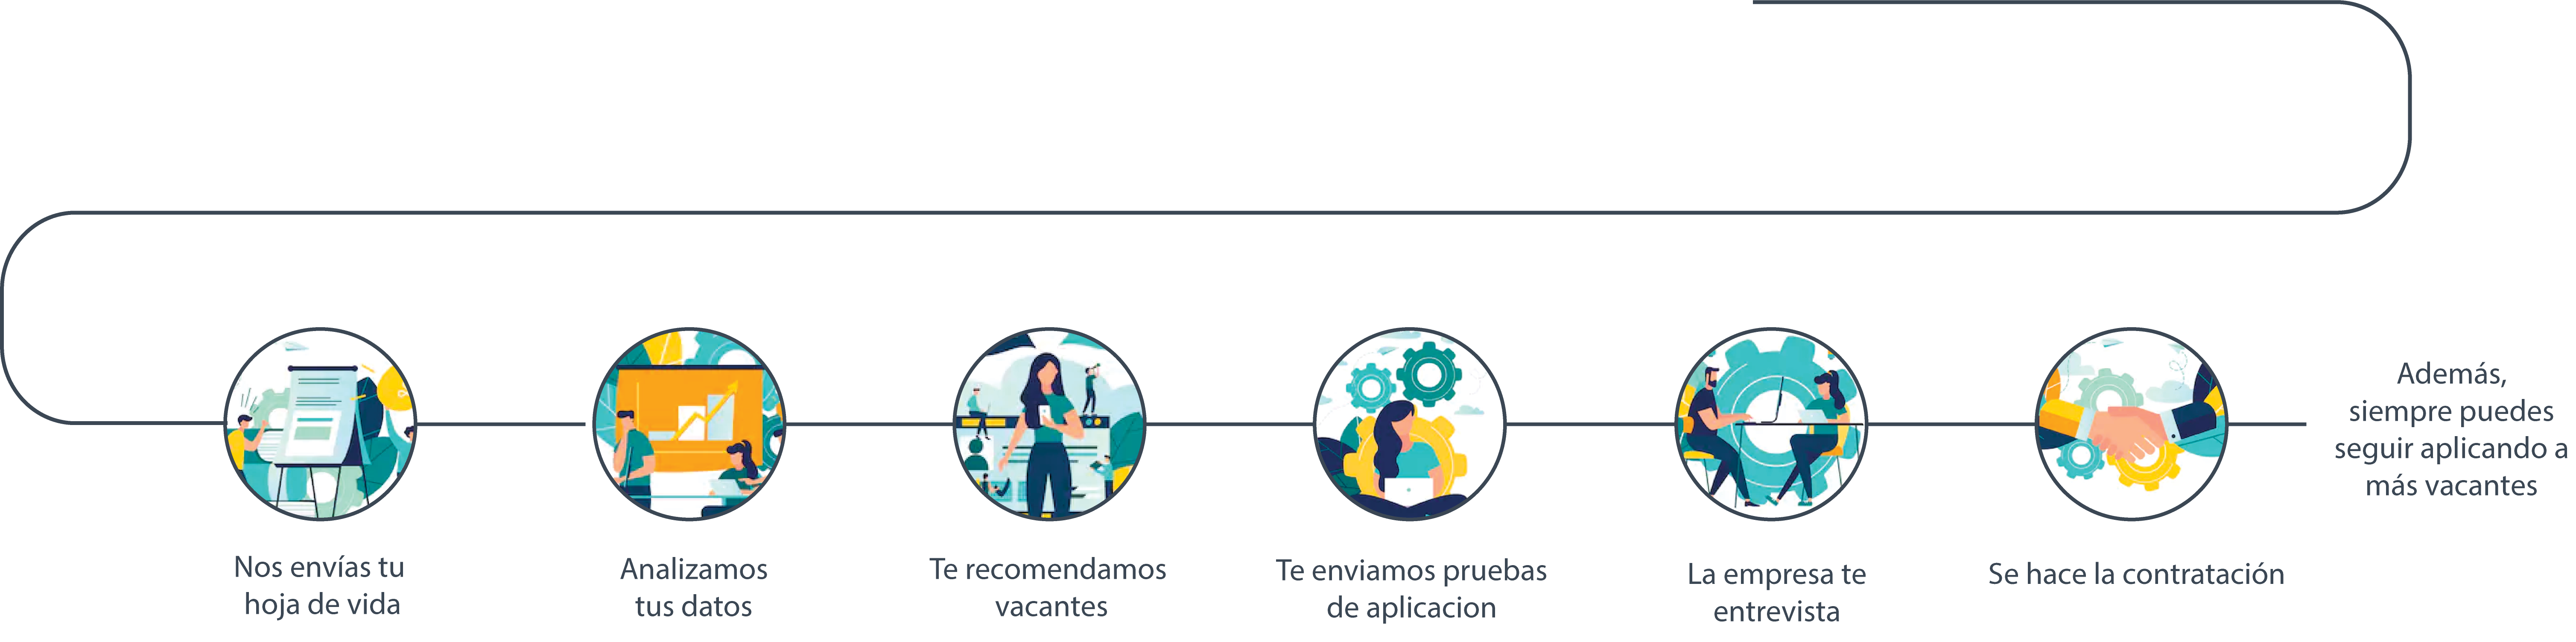 Nos envías tu
hoja de vida
Analizamos
tus datos
Te recomendamos
vacantes
Te enviamos pruebas
de aplicacion
La empresa te
entrevista
Se hace la contratación
Además,
siempre puedes
seguir aplicando a
más vacantes